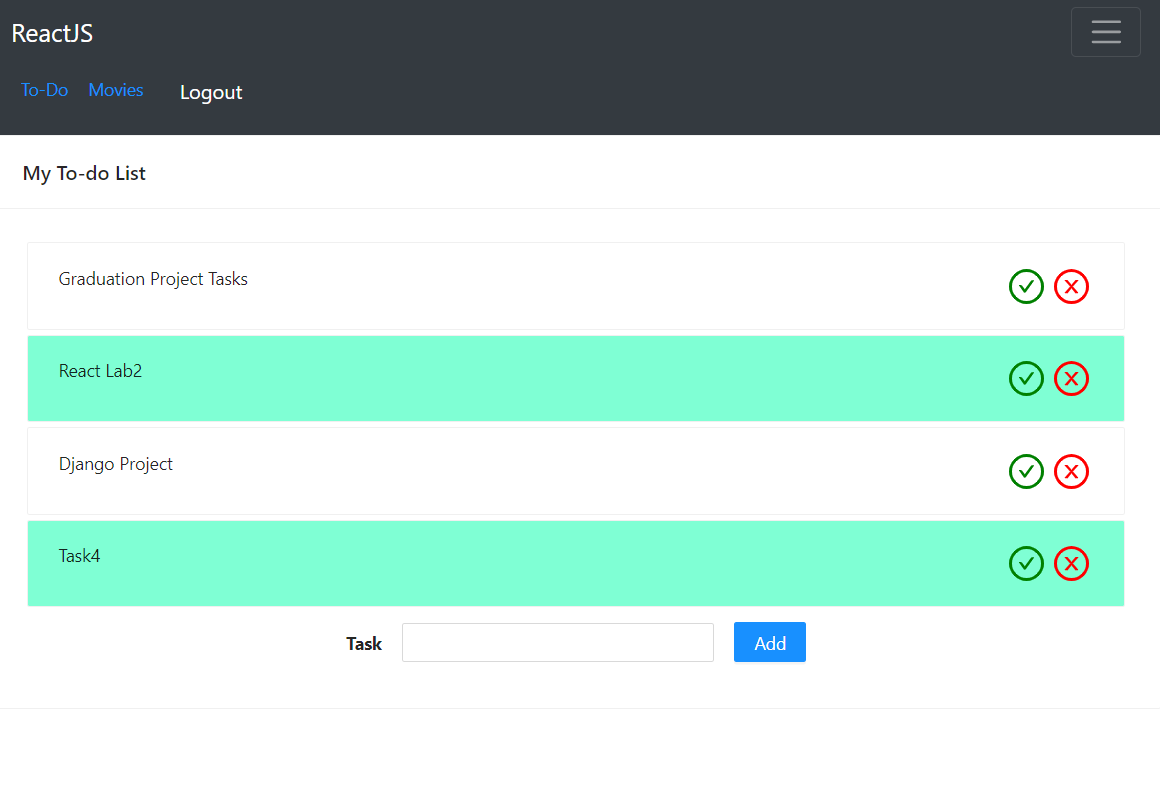 ReactJS
To-Do Movies Logout
My To-do List
Graduation Project Tasks
React Lab2
Django Project
Task4
Task Add